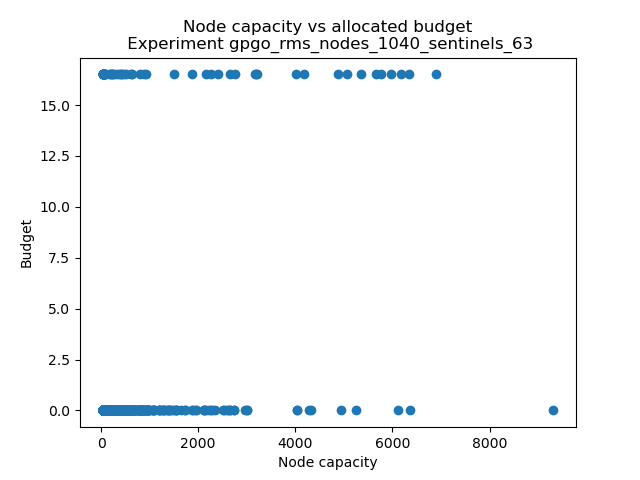 Node capacity vs allocated budget
Experiment gpgo_rms_nodes_1040_sentinels_63
15.0
12.5
10.0
7.5
5.0
2.5
0.0
Budget
0 2000 4000 6000 8000
Node capacity